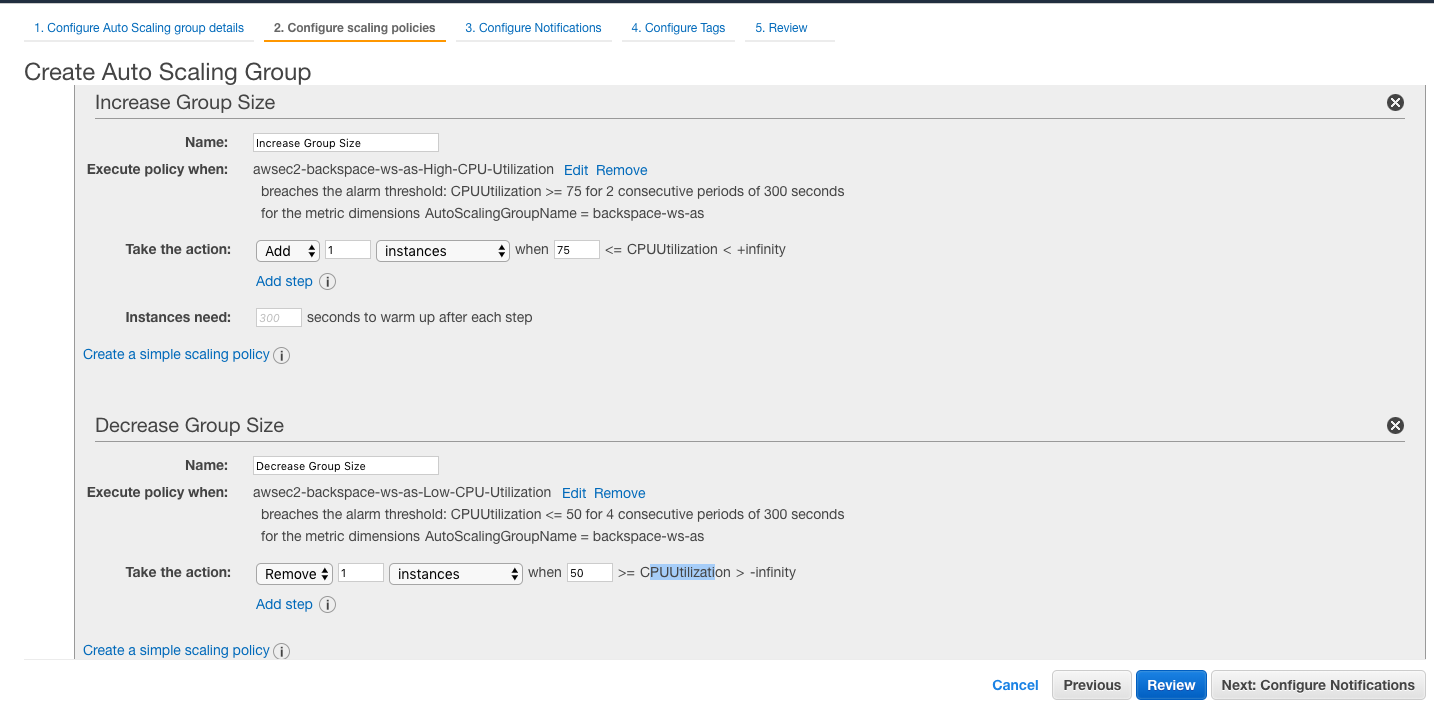 1. Configure Auto Scaling group details 2. Configure scaling policies 3. Configure Notifications 4. Configure Tags 5. Review
Create Auto Scaling Group
Increase Group Size
Name: Increase Group Size
Execute policy when: awsec2-backspace-ws-as-High-CPU-Utilization Edit Remove
breaches the alarm threshold: CPUUtilization >= 75 for 2 consecutive periods of 300 seconds
for the metric dimensions AutoScalingGroupName = backspace-ws-as
Take the action: Add 1 instances when 75 <= CPUUtilization < +infinity
Add step i
Instances need: 300 seconds to warm up after each step
Create a simple scaling policy i
Decrease Group Size
Name: Decrease Group Size
Execute policy when: awsec2-backspace-ws-as-Low-CPU-Utilization Edit Remove
breaches the alarm threshold: CPUUtilization <= 50 for 4 consecutive periods of 300 seconds
for the metric dimensions AutoScalingGroupName = backspace-ws-as
Take the action: Remove 1 instances when 50 >= CPUUtilization > -infinity
Add step i
Create a simple scaling policy i
Cancel Previous Review Next: Configure Notifications